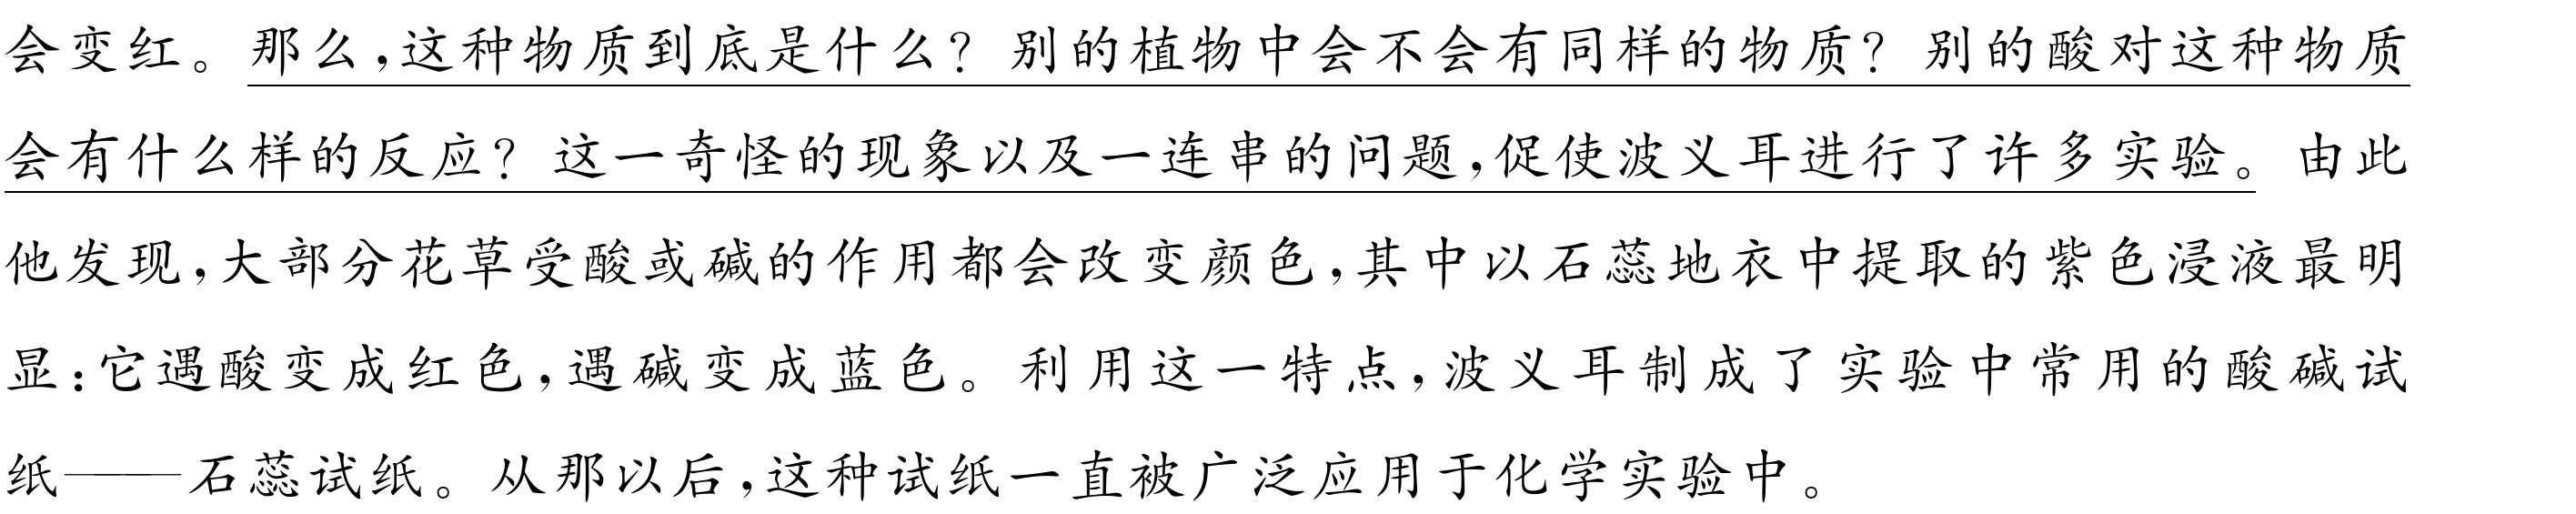 会变红。那么,这种物质到底是什么？别的植物中会不会有同样的物质？别的酸对这种物质
会有什么样的反应？这一奇怪的现象以及一连串的问题,促使波义耳进行了许多实验。由此
他发现,大部分花草受酸或碱的作用都会改变颜色,其中以石蕊地衣中提取的紫色浸液最明
显:它遇酸变成红色,遇碱变成蓝色。利用这一特点,波义耳制成了实验中常用的酸碱试
纸——石蕊试纸。从那以后,这种试纸一直被广泛应用于化学实验中。